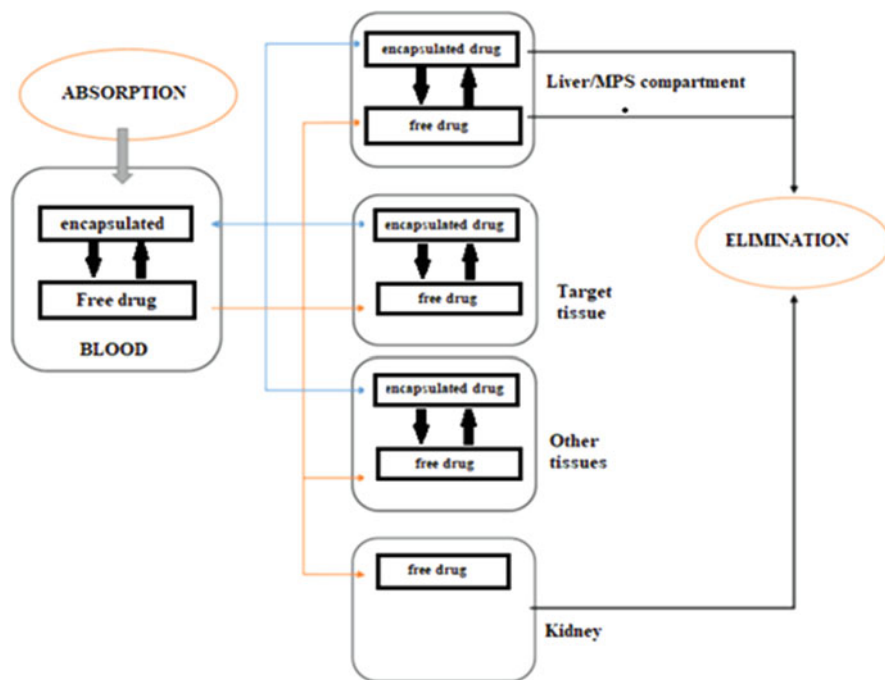 ABSORPTION
encapsulated
Free drug
BLOOD
encapsulated drug
free drug
Liver/MPS compartment
encapsulated drug
free drug
Target
tissue
encapsulated drug
free drug
Other
tissues
free drug
Kidney
ELIMINATION